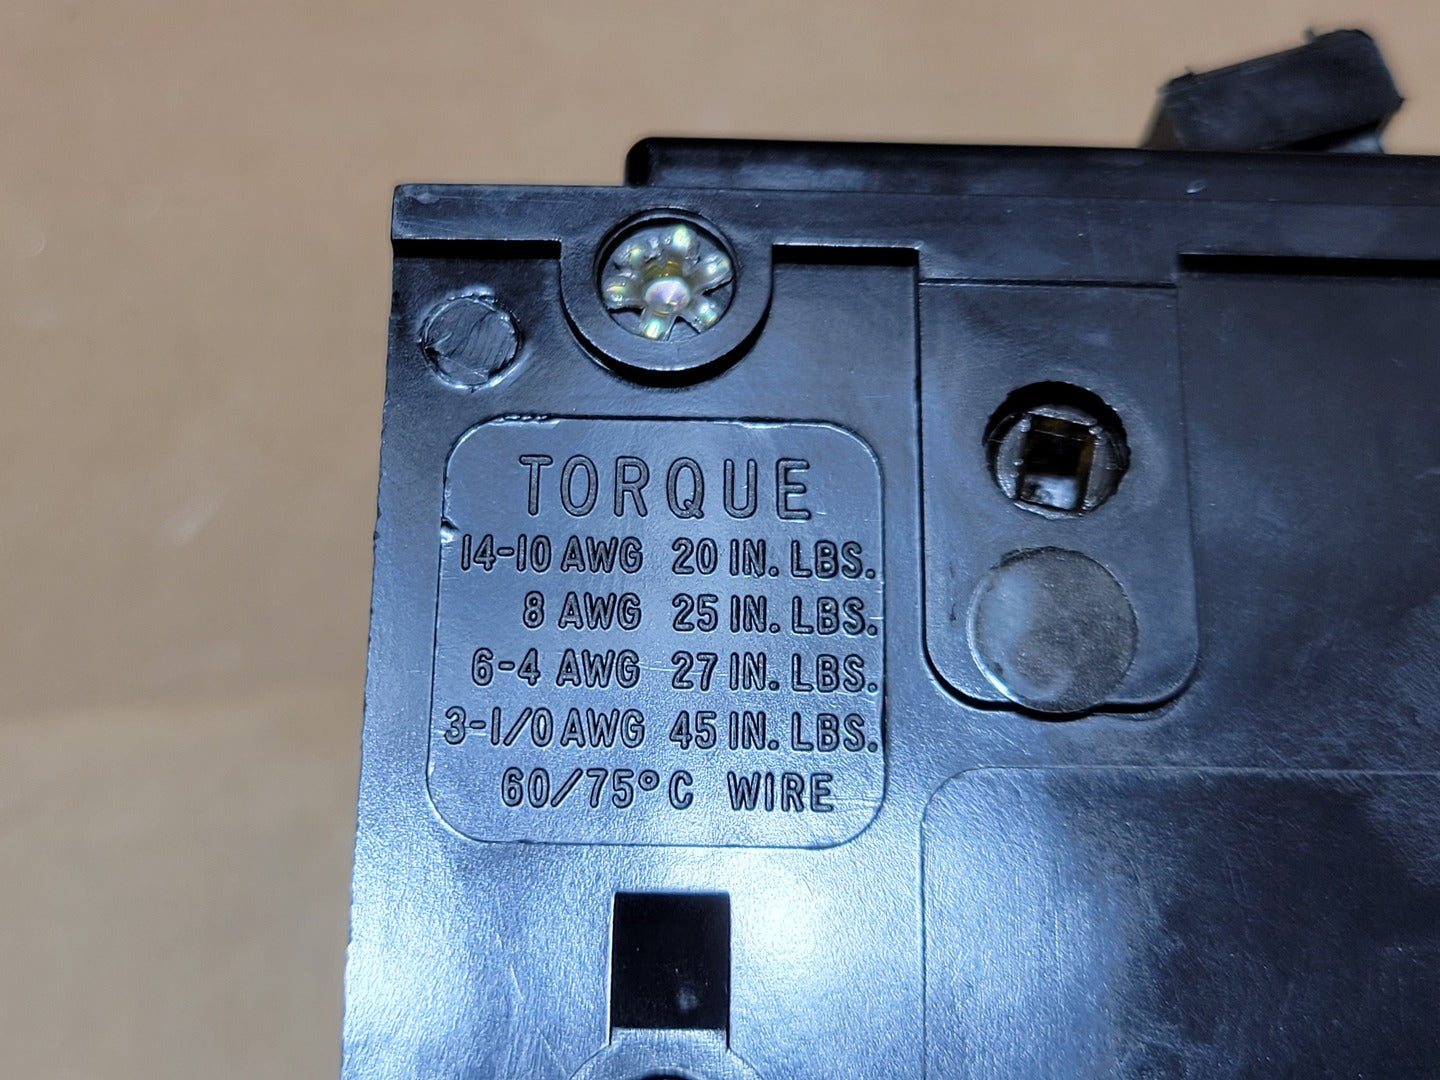 TORQUE
14-10 AWG 20 IN. LBS.
8 AWG 25 IN. LBS.
6-4 AWG 27 IN. LBS.
3-1/0 AWG 45 IN. LBS.
60/75°C WIRE